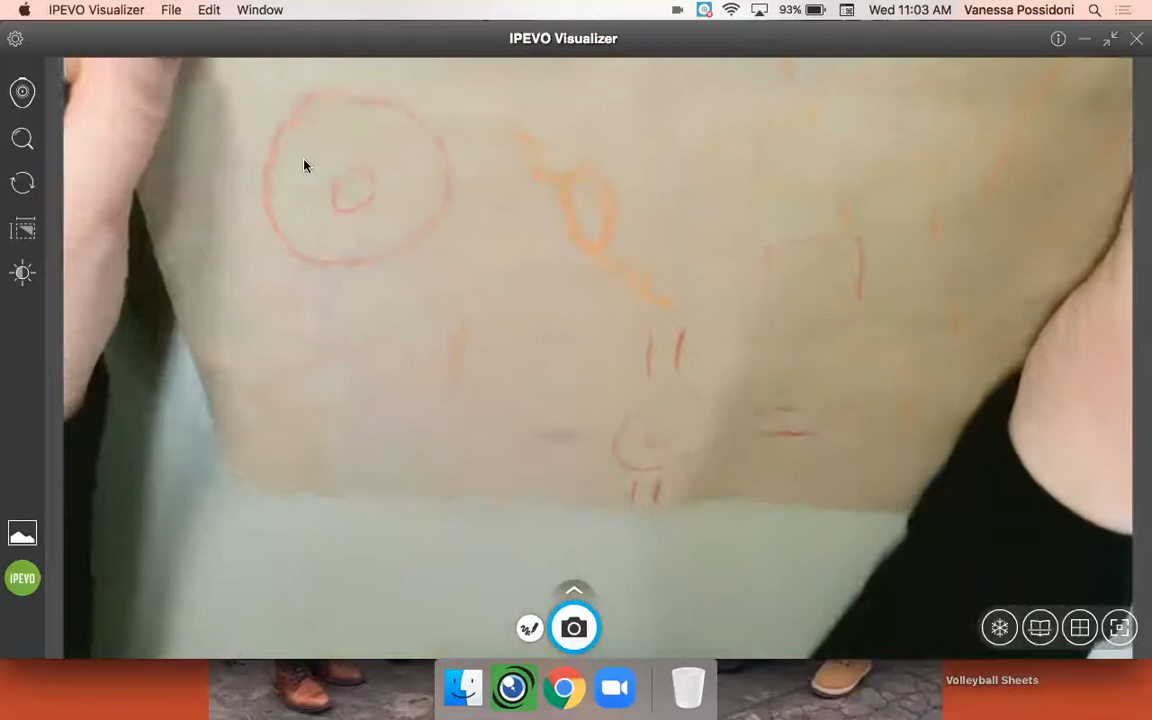 IPEVO Visualizer File Edit Window 93% Wed 11:03 AM Vanessa Possidoni
IPEVO Visualizer
IPEVO
Volleyball Sheets